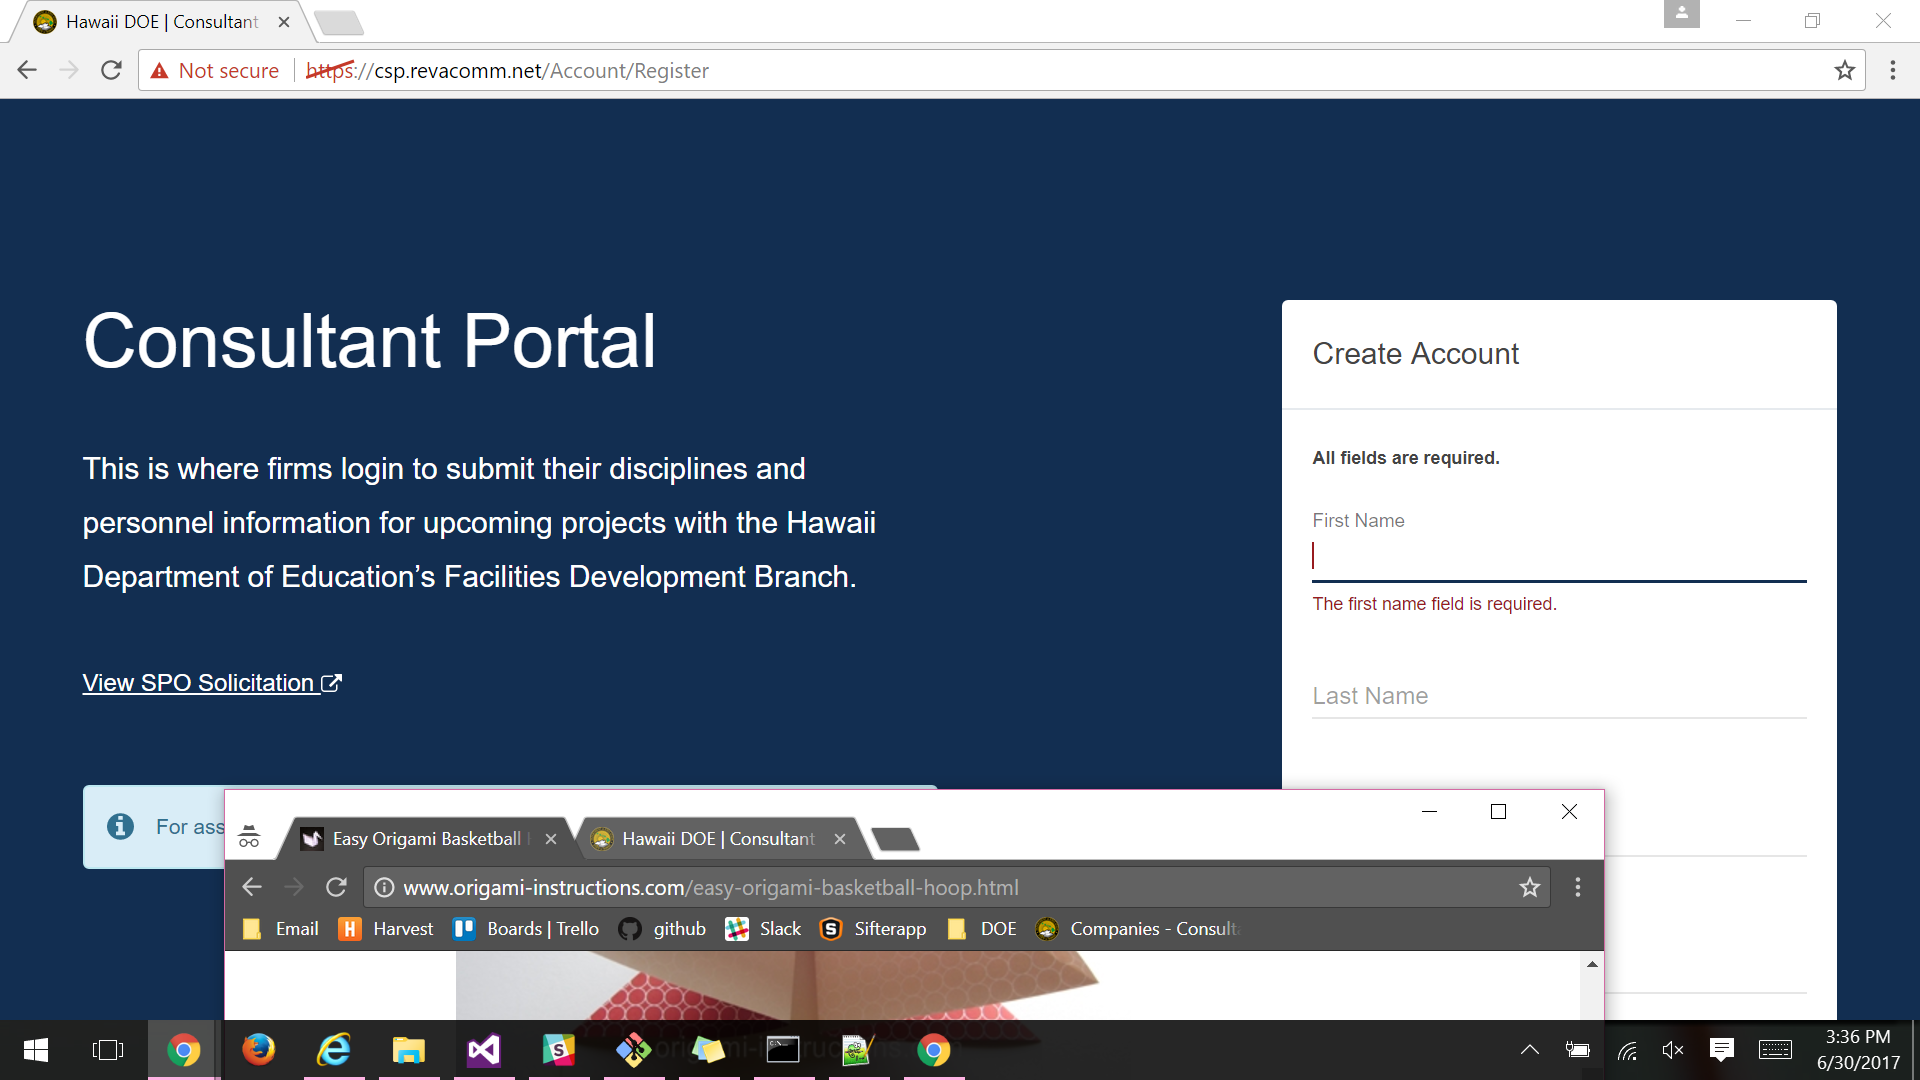 Hawaii DOE | Consultant
Not secure
https://csp.revacomm.net/Account/Register
Consultant Portal
This is where firms login to submit their disciplines and
personnel information for upcoming projects with the Hawaii
Department of Education’s Facilities Development Branch.
View SPO Solicitation
For ass
Create Account
All fields are required.
First Name
The first name field is required.
Last Name
Easy Origami Basketball
Hawaii DOE | Consultant
www.origami-instructions.com/easy-origami-basketball-hoop.html
Email
H Harvest
Boards | Trello
github
Slack
S Sifterapp
DOE
Companies - Consult
3:36 PM
6/30/2017